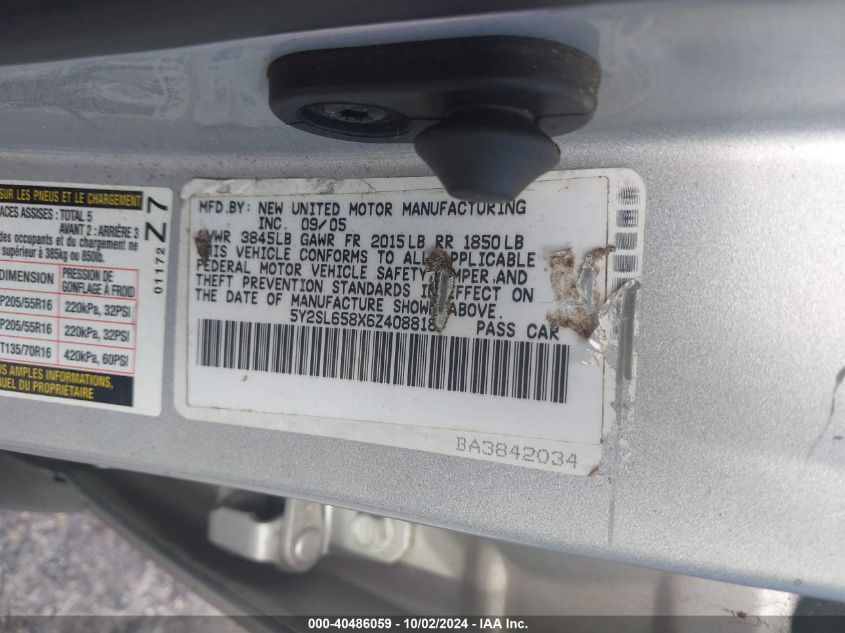 SUR LES PNEUS ET LE CHARGEMENT
PLACES ASSISES: TOTAL 5
AVANT 2: ARRIÈRE 3
des occupants et du chargement
supérieur à 385kg ou 850lb.
DIMENSION PRESSION DE GONFLAGE À FROID
P205/55R16 220kPa, 32PSI
P205/55R16 220kPa, 32PSI
T135/70R16 420kPa, 60PSI
US AMPLES INFORMATIONS,
NUEL DU PROPRIÉTAIRE
01172 Z7
MFD.BY: NEW UNITED MOTOR MANUFACTURING
INC. 09/05
GVWR 3845LB GAWR FR 2015LB RR 1850LB
THIS VEHICLE CONFORMS TO ALL APPLICABLE
FEDERAL MOTOR VEHICLE SAFETY, BUMPER, AND
THEFT PREVENTION STANDARDS IN EFFECT ON
THE DATE OF MANUFACTURE SHOWN ABOVE.
5Y2SL658X6Z40881 PASS CAR
BA3842034
000-40486059 - 10/02/2024 - IAA Inc.